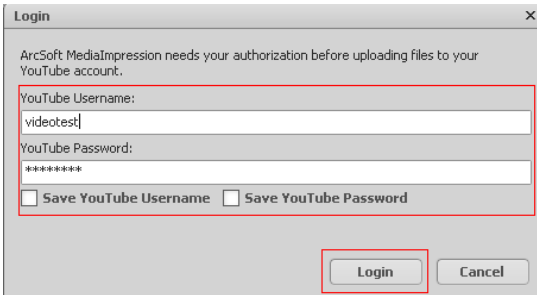 Login X
ArcSoft MediaImpression needs your authorization before uploading files to your
YouTube account.
YouTube Username:
videotest
YouTube Password:
********
Save YouTube Username Save YouTube Password
Login Cancel